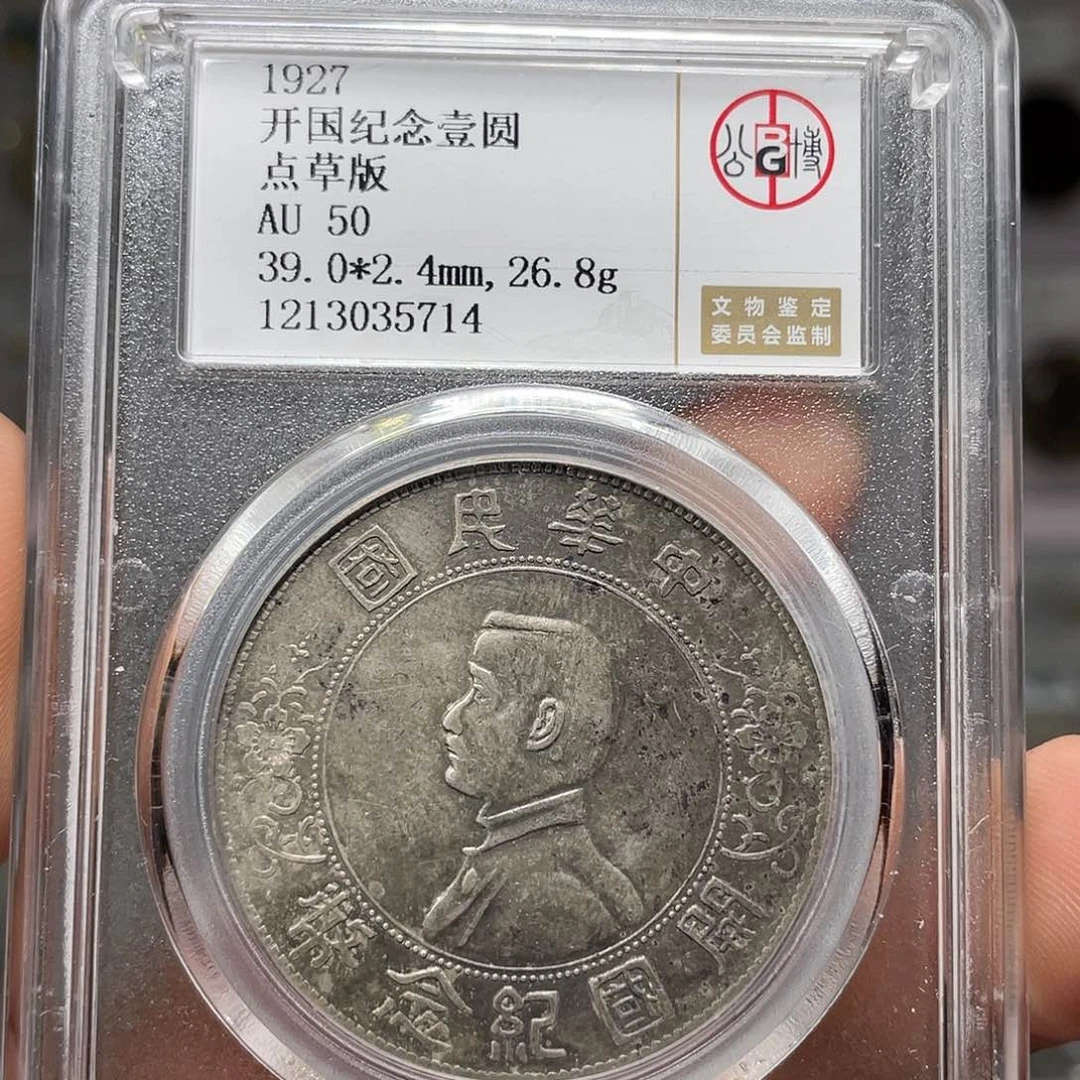 1927
开国纪念壹圆
点草版
AU 50
39.0*2.4mm,26.8g
1213035714
公 BG 博
文物鉴定
委员会监制
中華民國
開國紀念幣